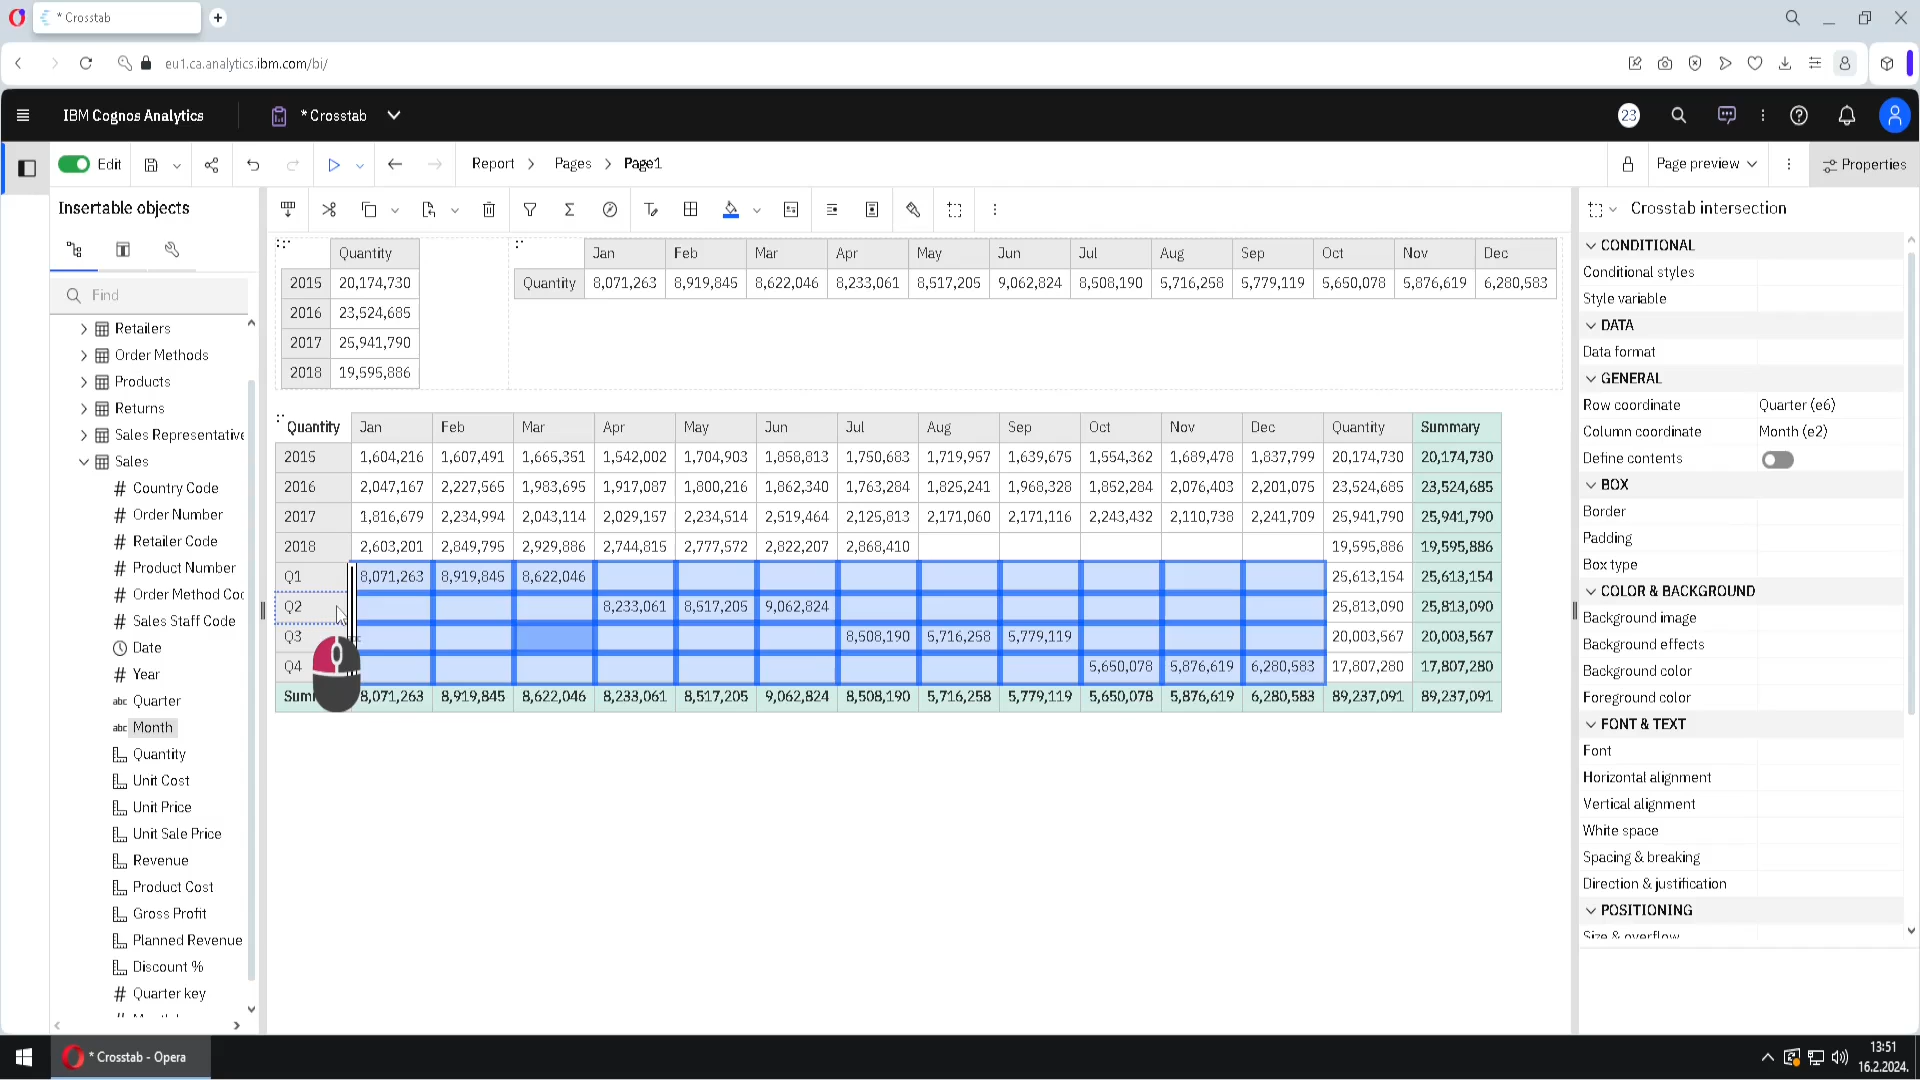 * Crosstab
eu1.ca.analytics.ibm.com/bi/
IBM Cognos Analytics
* Crosstab
23
Edit
Report > Pages > Page1
Page preview
Properties
Insertable objects
Find
Retailers
Order Methods
Products
Returns
Sales Representative
Sales
# Country Code
# Order Number
# Retailer Code
# Product Number
# Order Method Co
# Sales Staff Code
Date
# Year
abc Quarter
abc Month
Quantity
Unit Cost
Unit Price
Unit Sale Price
Revenue
Product Cost
Gross Profit
Planned Revenue
Discount %
# Quarter key
Quantity
2015 20,174,730
2016 23,524,685
2017 25,941,790
2018 19,595,886
Jan Feb Mar Apr May Jun Jul Aug Sep Oct Nov Dec
Quantity 8,071,263 8,919,845 8,622,046 8,233,061 8,517,205 9,062,824 8,508,190 5,716,258 5,779,119 5,650,078 5,876,619 6,280,583
Quantity Jan Feb Mar Apr May Jun Jul Aug Sep Oct Nov Dec Quantity Summary
2015 1,604,216 1,607,491 1,665,351 1,542,002 1,704,903 1,858,813 1,750,683 1,719,957 1,639,675 1,554,362 1,689,478 1,837,799 20,174,730 20,174,730
2016 2,047,167 2,227,565 1,983,695 1,917,087 1,800,216 1,862,340 1,763,284 1,825,241 1,968,328 1,852,284 2,076,403 2,201,075 23,524,685 23,524,685
2017 1,816,679 2,234,994 2,043,114 2,029,157 2,234,514 2,519,464 2,125,813 2,171,060 2,171,116 2,243,432 2,110,738 2,241,709 25,941,790 25,941,790
2018 2,603,201 2,849,795 2,929,886 2,744,815 2,777,572 2,822,207 2,868,410 19,595,886 19,595,886
Q1 8,071,263 8,919,845 8,622,046 25,613,154 25,613,154
Q2 8,233,061 8,517,205 9,062,824 25,813,090 25,813,090
Q3 8,508,190 5,716,258 5,779,119 20,003,567 20,003,567
Q4 5,650,078 5,876,619 6,280,583 17,807,280 17,807,280
Summ 8,071,263 8,919,845 8,622,046 8,233,061 8,517,205 9,062,824 8,508,190 5,716,258 5,779,119 5,650,078 5,876,619 6,280,583 89,237,091 89,237,091
Crosstab intersection
CONDITIONAL
Conditional styles
Style variable
DATA
Data format
GENERAL
Row coordinate Quarter (e6)
Column coordinate Month (e2)
Define contents
BOX
Border
Padding
Box type
COLOR & BACKGROUND
Background image
Background effects
Background color
Foreground color
FONT & TEXT
Font
Horizontal alignment
Vertical alignment
White space
Spacing & breaking
Direction & justification
POSITIONING
Size & overflow
* Crosstab - Opera
13:51
16.2.2024.